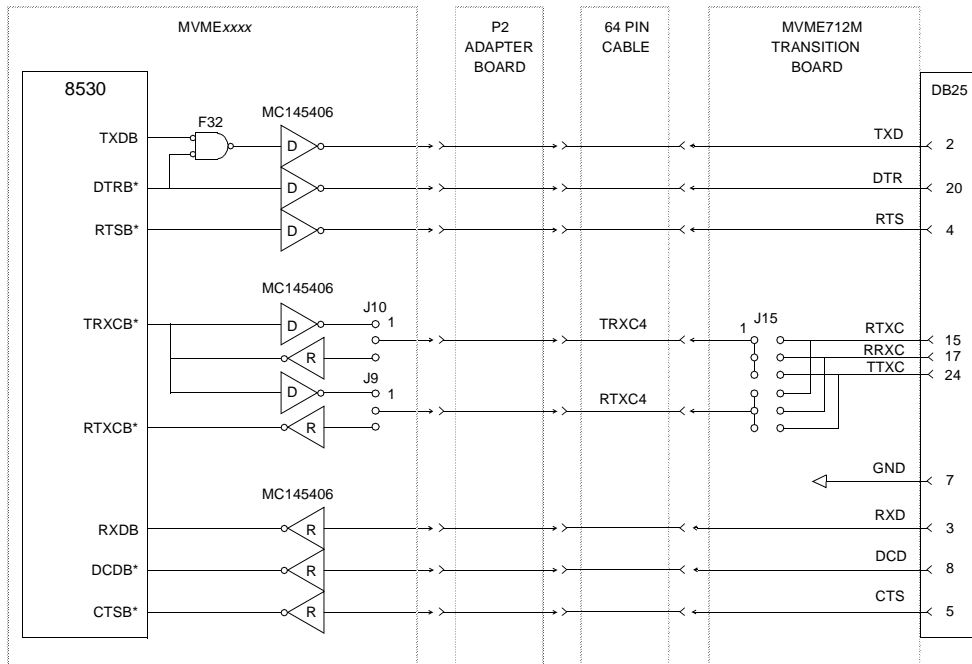 MVMExxxx
P2
ADAPTER
BOARD
64 PIN
CABLE
MVME712M
TRANSITION
BOARD
8530
DB25
F32
MC145406
TXDB
D
TXD
2
DTRB*
D
DTR
20
RTSB*
D
RTS
4
MC145406
J10
TRXCB*
D
1
TRXC4
1
J15
RTXC
15
R
RRXC
17
J9
TTXC
24
D
1
RTXC4
RTXCB*
R
GND
7
MC145406
RXDB
R
RXD
3
DCDB*
R
DCD
8
CTSB*
R
CTS
5